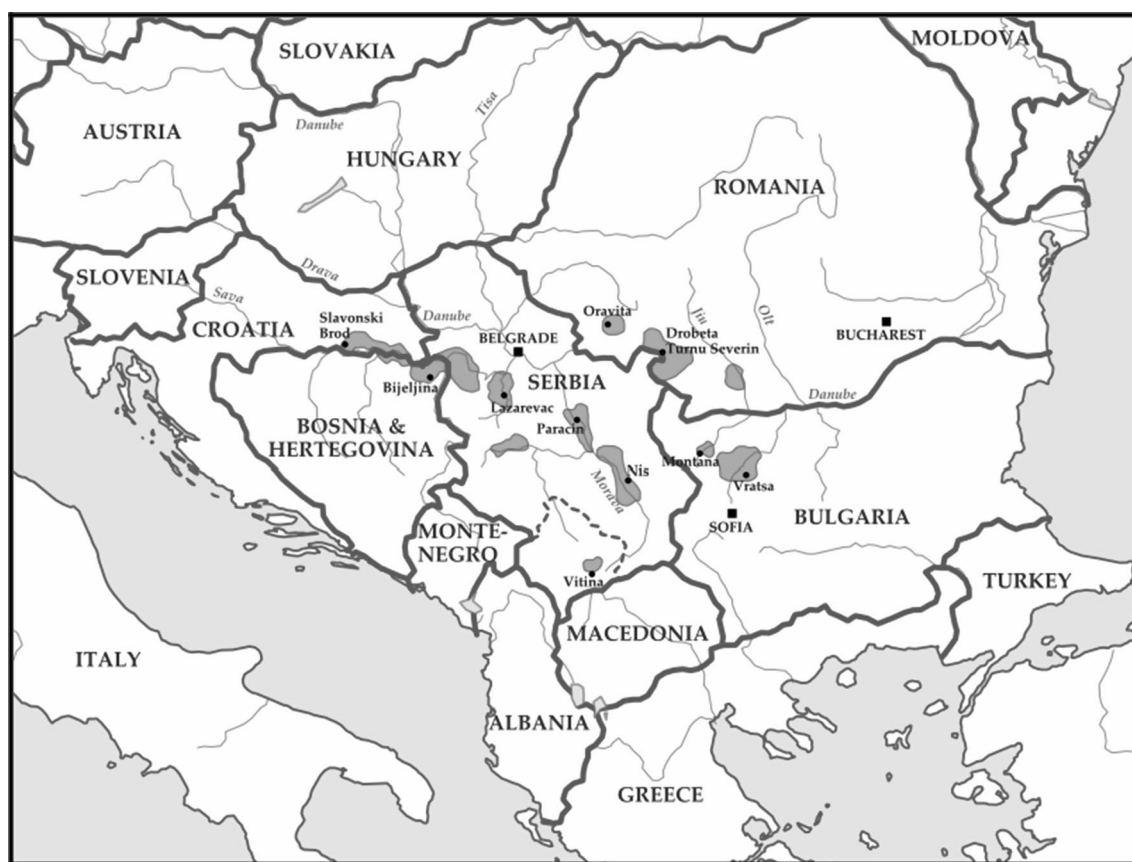 SLOVAKIA
MOLDOVA
AUSTRIA
Danube
Tisa
HUNGARY
ROMANIA
SLOVENIA
Drava
Sava
CROATIA
Slavonski
Brod
Danube
BELGRADE
Oravita
Drobeta
Turnu Severin
Jiu
Olt
BUCHAREST
Bijeljina
SERBIA
Lazarevac
Danube
BOSNIA &
HERTEGOVINA
Paracin
Montana
Nis
Morava
Vratsa
SOFIA
BULGARIA
MONTE-
NEGRO
Vitina
TURKEY
MACEDONIA
ITALY
ALBANIA
GREECE